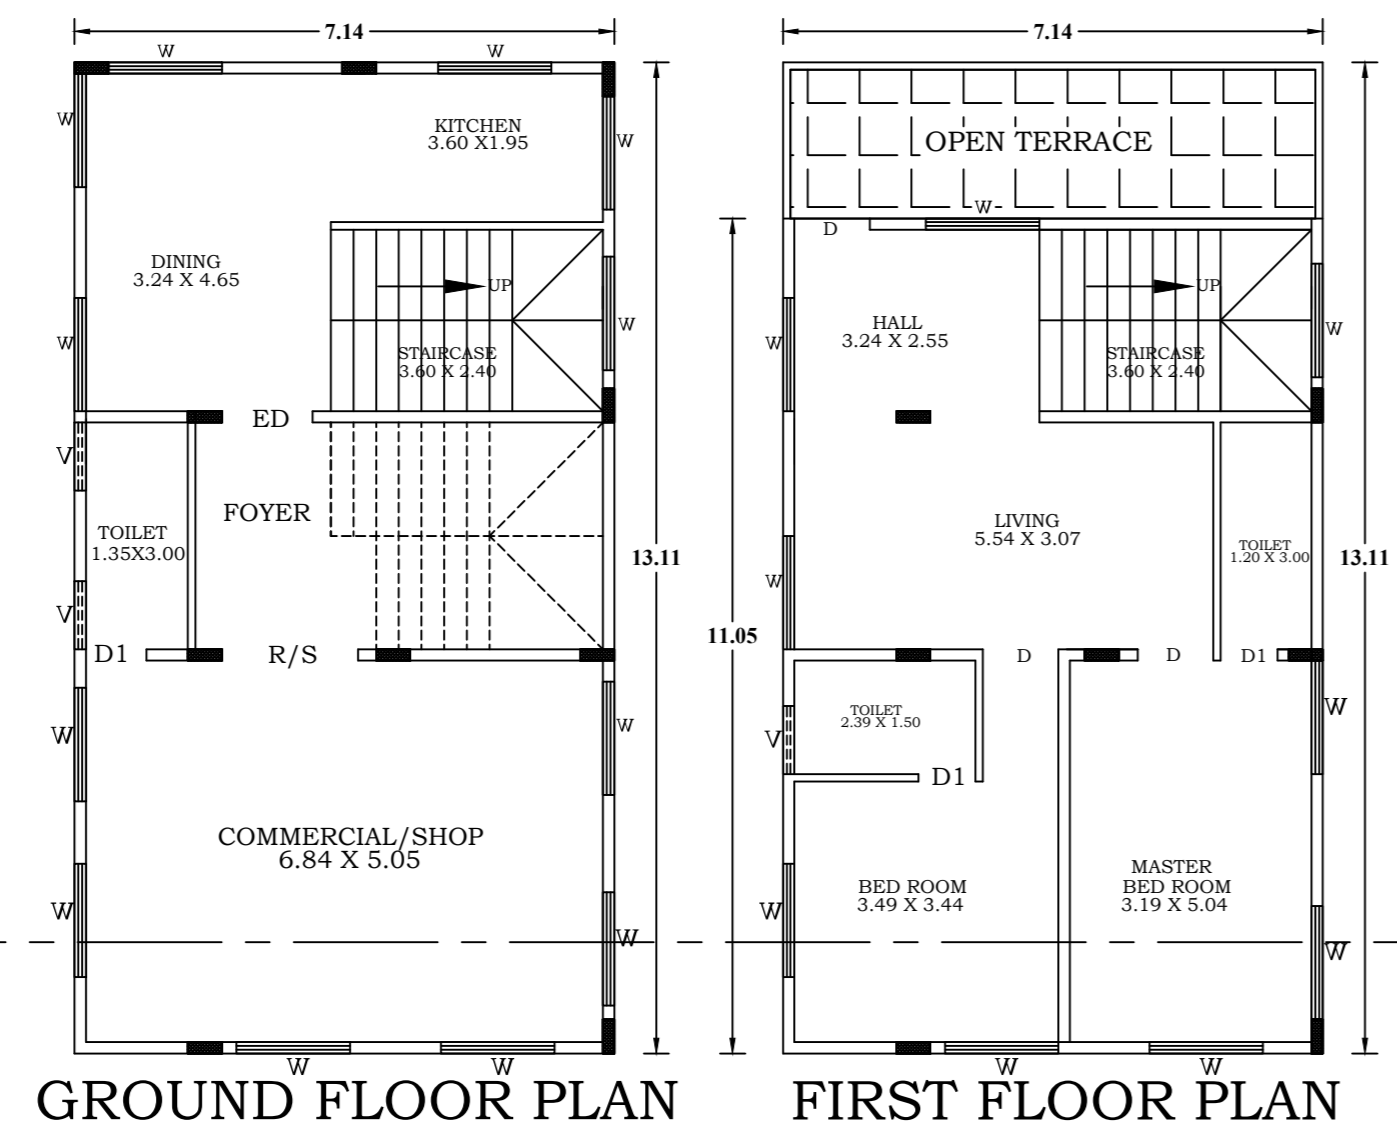 7.14
W
W
W
KITCHEN
3.60 X1.95
W
DINING
3.24 X 4.65
UP
W
W
STAIRCASE
3.60 X 2.40
ED
V
FOYER
TOILET
1.35X3.00
13.11
V
D1
R/S
W
W
COMMERCIAL/SHOP
6.84 X 5.05
W
W
W
W
GROUND FLOOR PLAN
7.14
OPEN TERRACE
W
D
UP
HALL
3.24 X 2.55
W
W
STAIRCASE
3.60 X 2.40
LIVING
5.54 X 3.07
TOILET
1.20 X 3.00
13.11
W
11.05
D
D
D1
TOILET
2.39 X 1.50
W
V
D1
MASTER
BED ROOM
3.19 X 5.04
BED ROOM
3.49 X 3.44
W
W
W
W
FIRST FLOOR PLAN